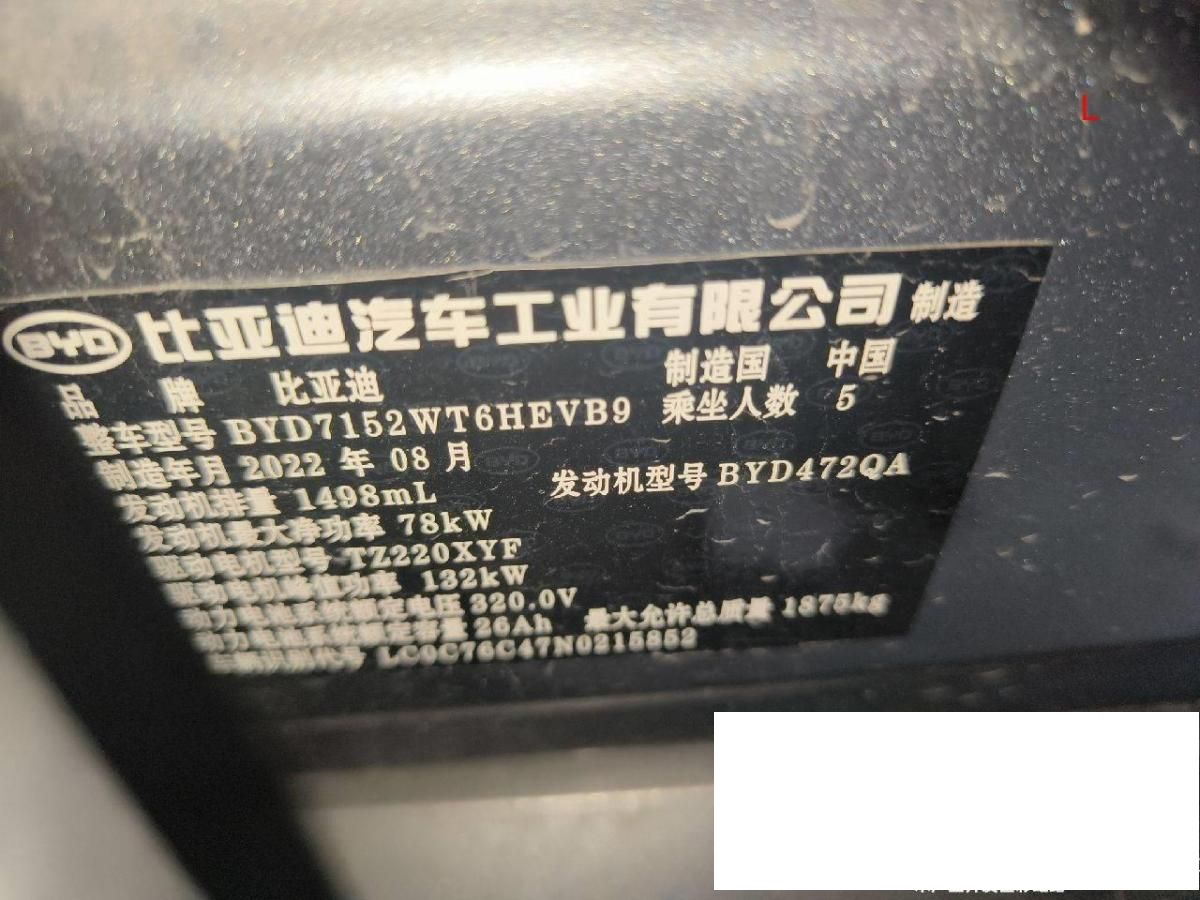 L
BYD 比亚迪汽车工业有限公司 制造
品 牌 比亚迪 制造国 中国
整车型号 BYD7152WT6HEVB9 乘坐人数 5
制造年月 2022 年 08 月
发动机排量 1498mL 发动机型号 BYD472QA
发动机最大净功率 78kW
驱动电机型号 TZ220XYF
驱动电机峰值功率 132kW
动力电池系统额定电压 320.0V
动力电池系统额定容量 26Ah 最大允许总质量 1875kg
车辆识别代号 LC0C76C47N0215852